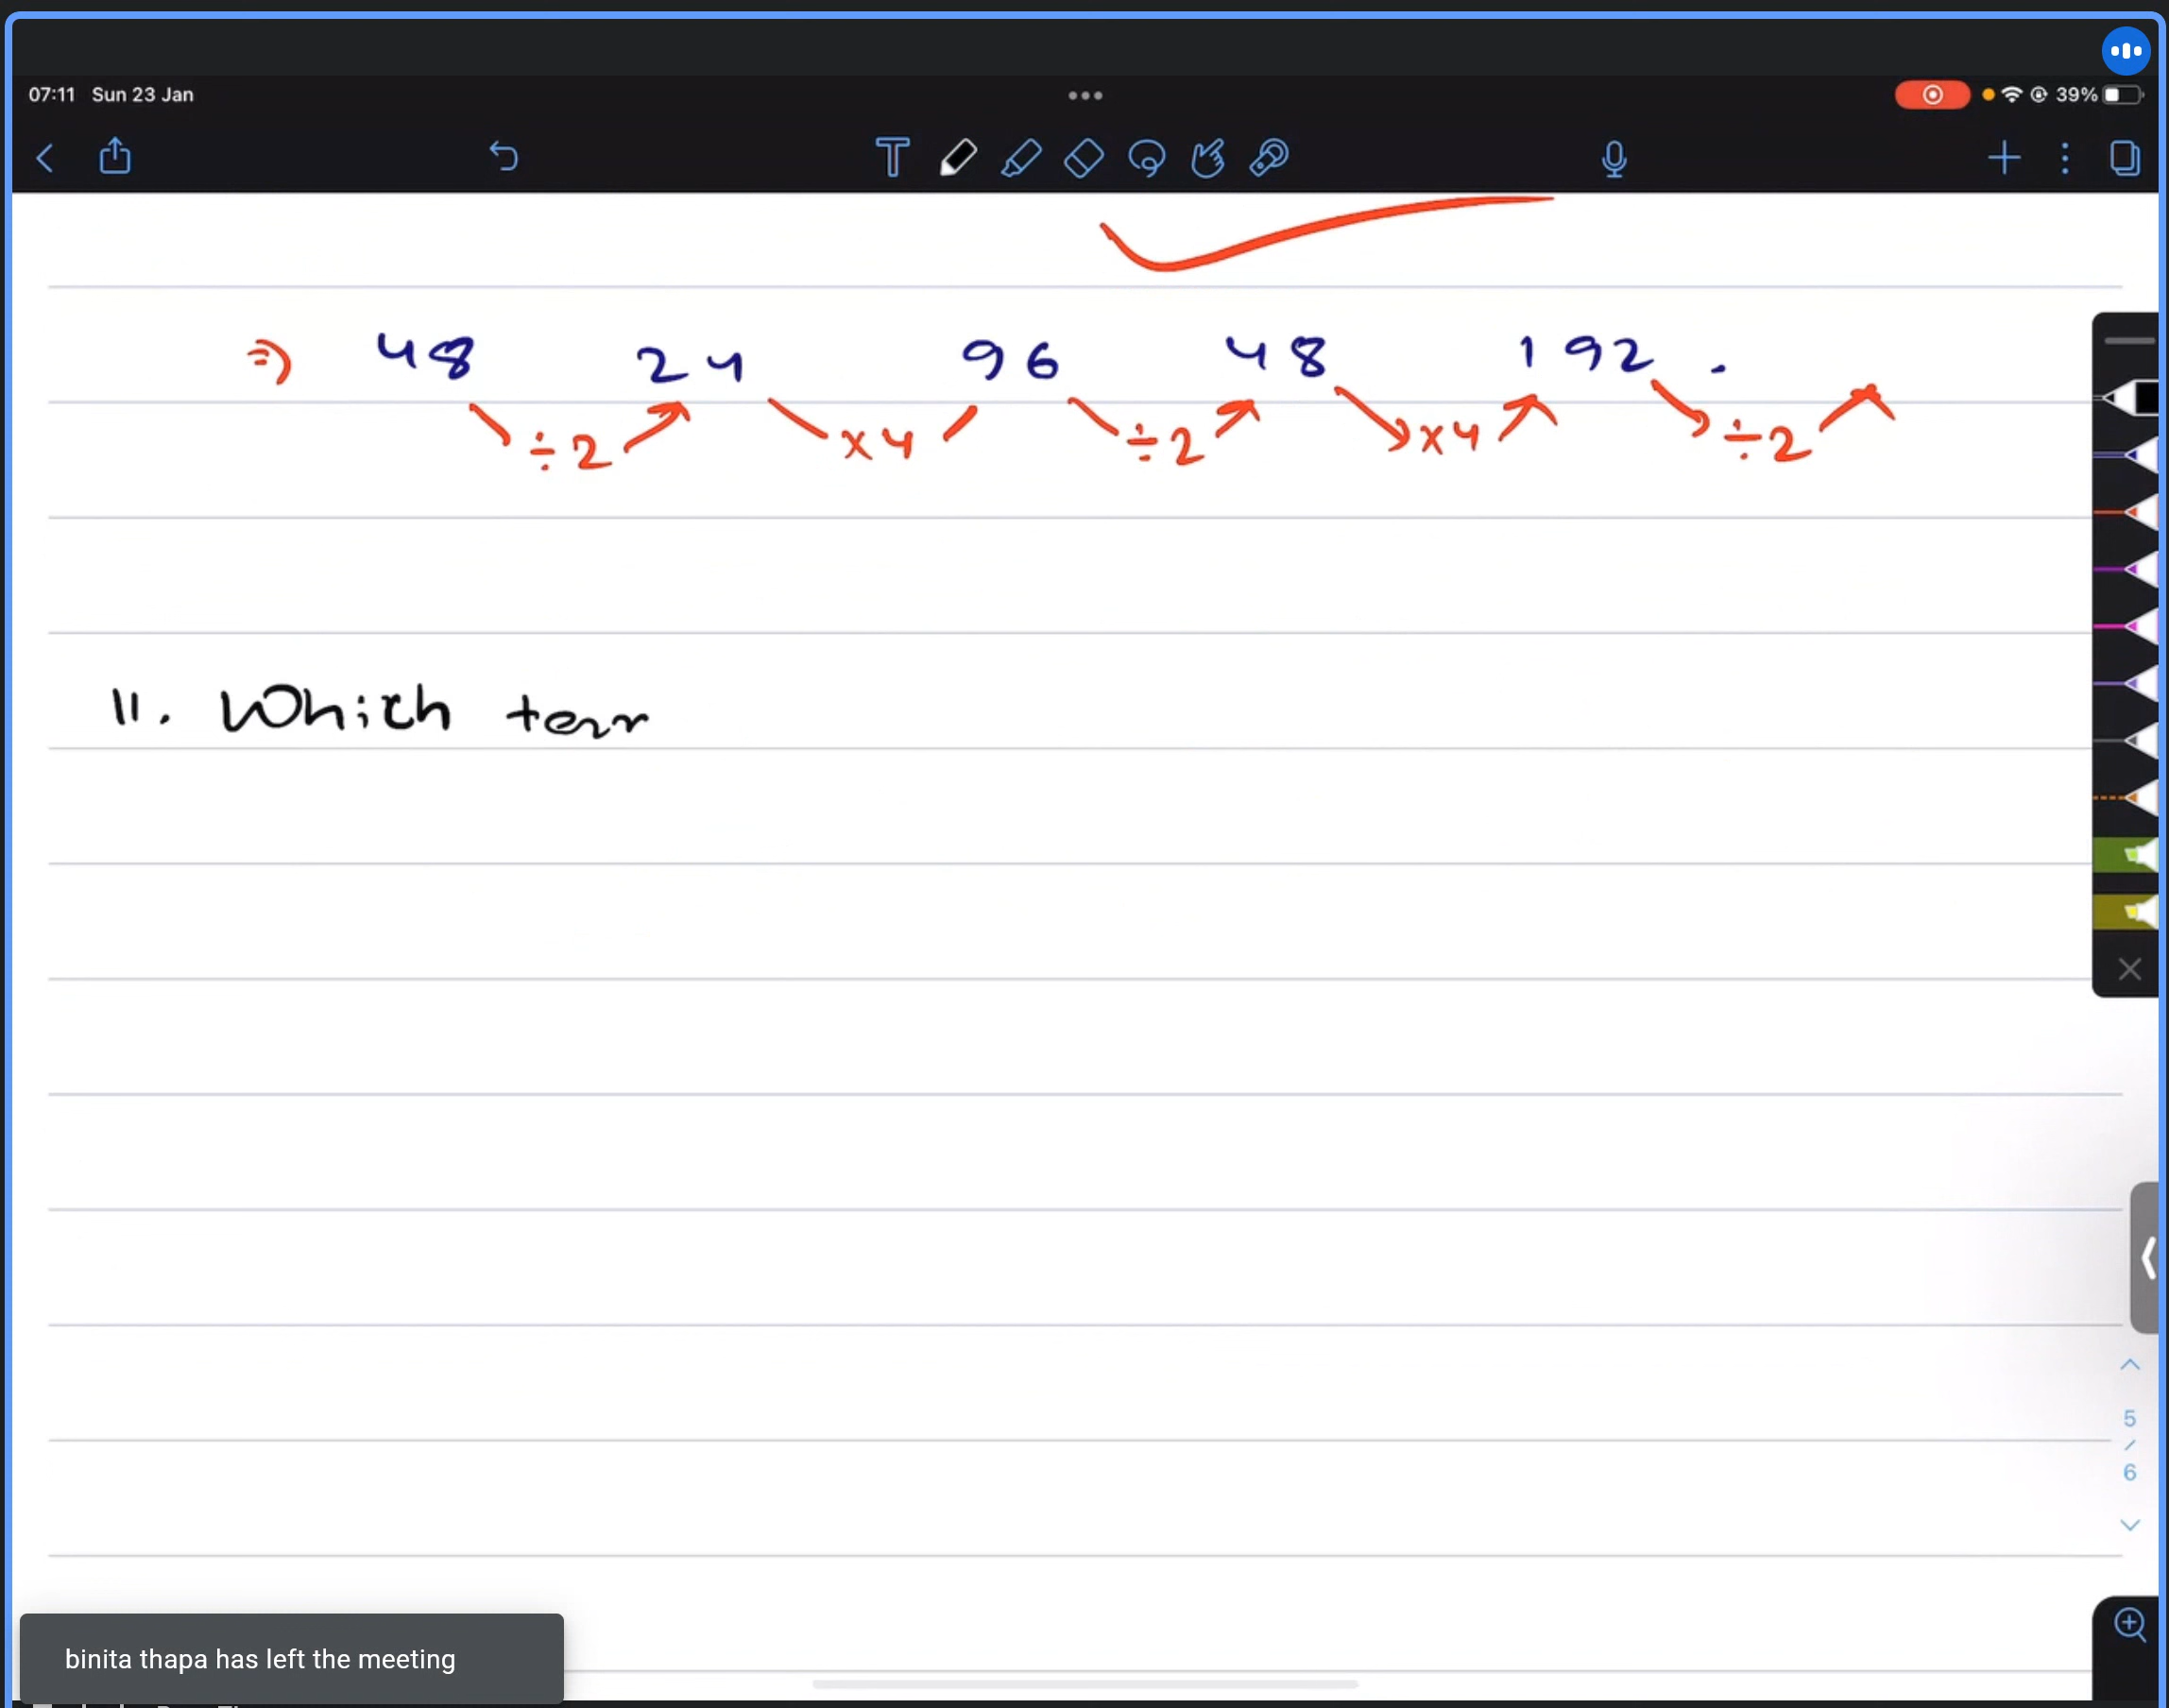 07:11 Sun 23 Jan
39%
⇒ 48 24 96 48 192 .
÷2 ×4 ÷2 ×4 ÷2
11. Which terr
5
/
6
binita thapa has left the meeting